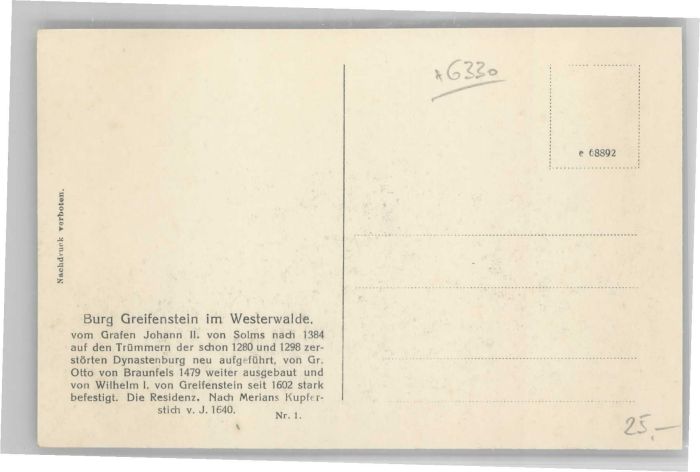 A6330
e 68892
Nachdruck verboten.
Burg Greifenstein im Westerwalde.
vom Grafen Johann II. von Solms nach 1384
auf den Trümmern der schon 1280 und 1298 zer-
störten Dynastenburg neu aufgeführt, von Gr.
Otto von Braunfels 1479 weiter ausgebaut und
von Wilhelm I. von Greifenstein seit 1602 stark
befestigt. Die Residenz. Nach Merians Kupfer-
stich v. J. 1640.
Nr. 1.
25,–